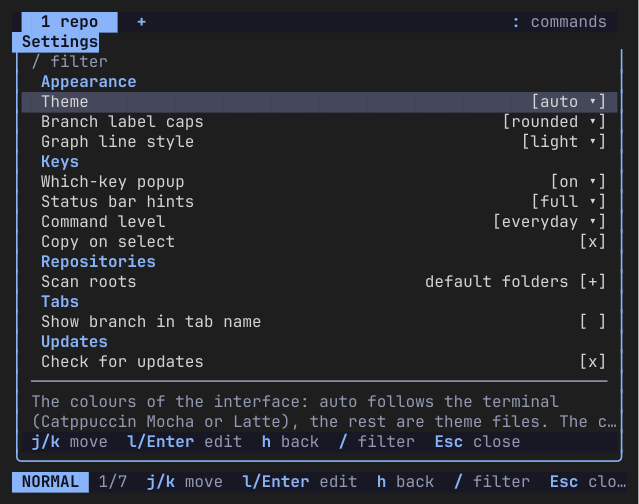 1 repo + : commands
Settings
/ filter
Appearance
Theme [auto ▾]
Branch label caps [rounded ▾]
Graph line style [light ▾]
Keys
Which-key popup [on ▾]
Status bar hints [full ▾]
Command level [everyday ▾]
Copy on select [x]
Repositories
Scan roots default folders [+]
Tabs
Show branch in tab name [ ]
Updates
Check for updates [x]
The colours of the interface: auto follows the terminal
(Catppuccin Mocha or Latte), the rest are theme files. The c…
j/k move l/Enter edit h back / filter Esc close
NORMAL 1/7 j/k move l/Enter edit h back / filter Esc clo…